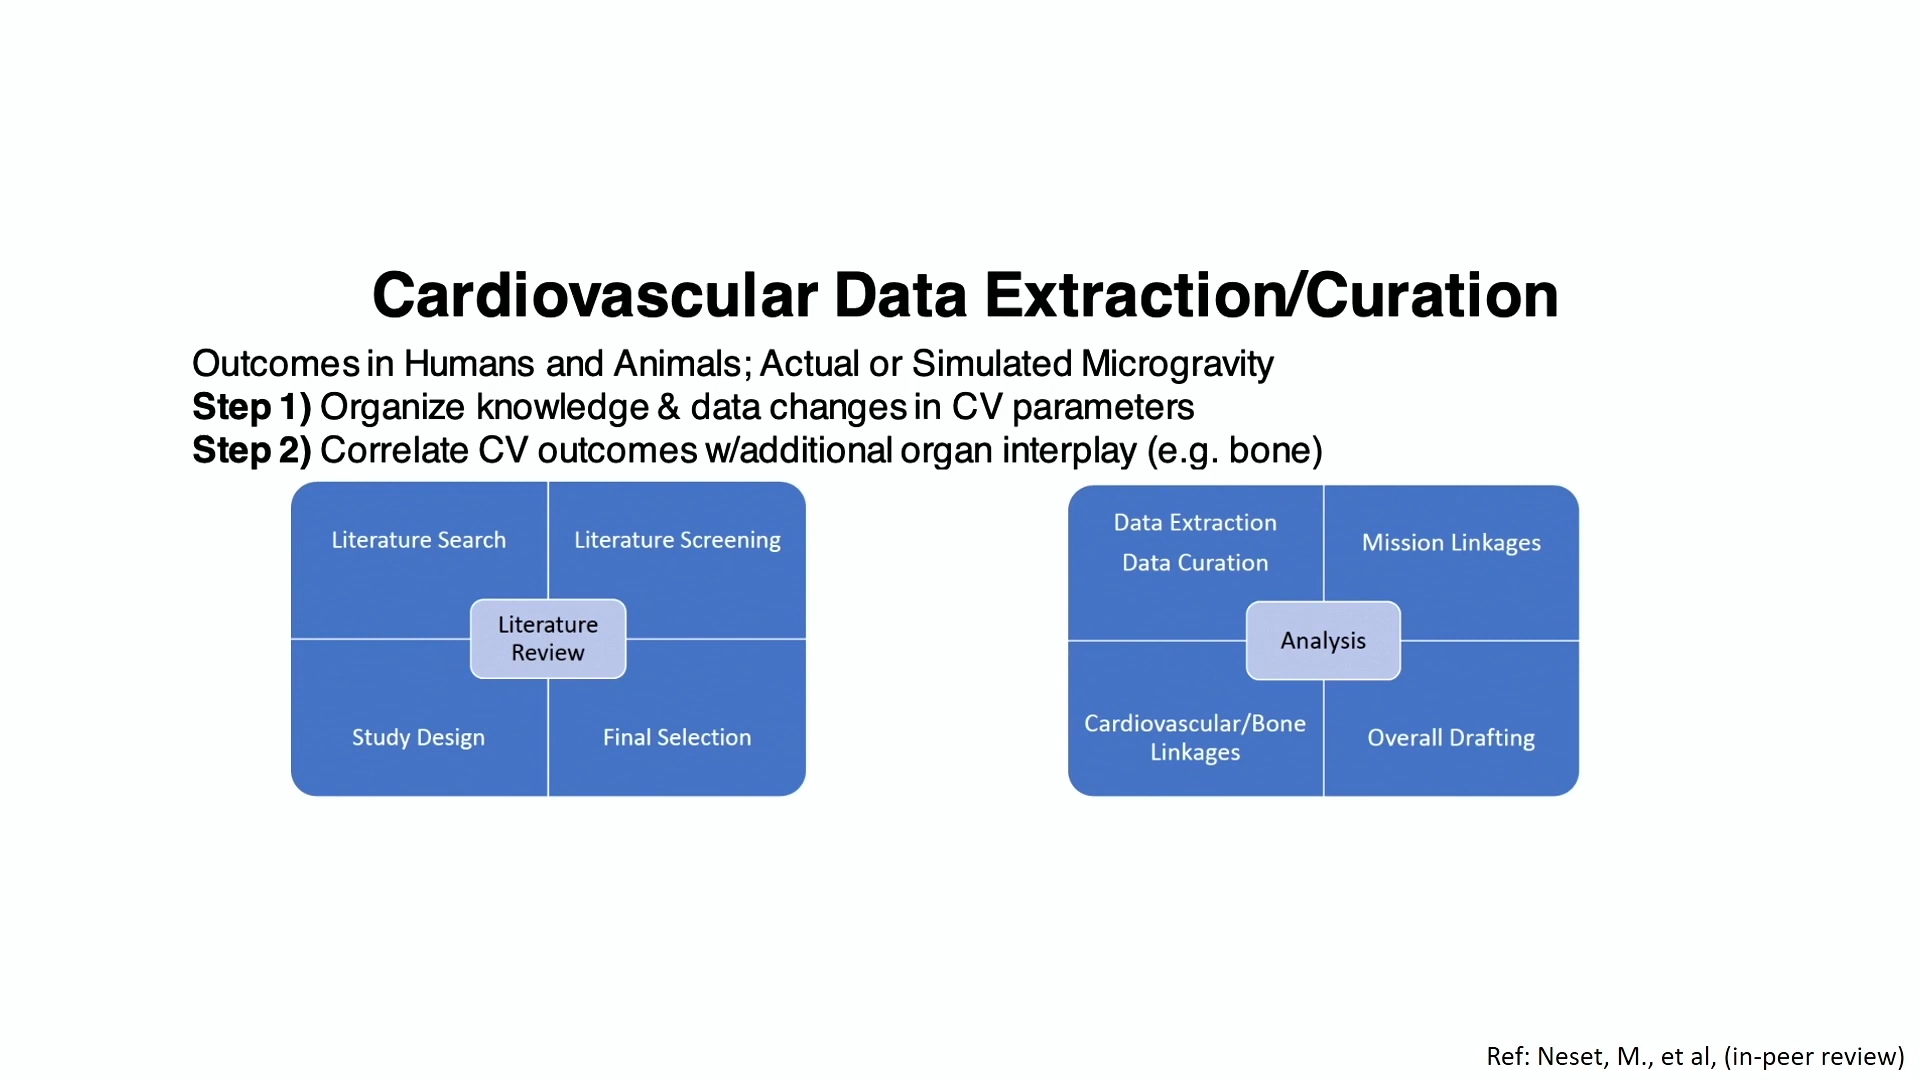 Cardiovascular Data Extraction/Curation
Outcomes in Humans and Animals; Actual or Simulated Microgravity
Step 1) Organize knowledge & data changes in CV parameters
Step 2) Correlate CV outcomes w/additional organ interplay (e.g. bone)
Literature Search
Literature Screening
Literature
Review
Study Design
Final Selection
Data Extraction
Data Curation
Mission Linkages
Analysis
Cardiovascular/Bone
Linkages
Overall Drafting
Ref: Neset, M., et al, (in-peer review)